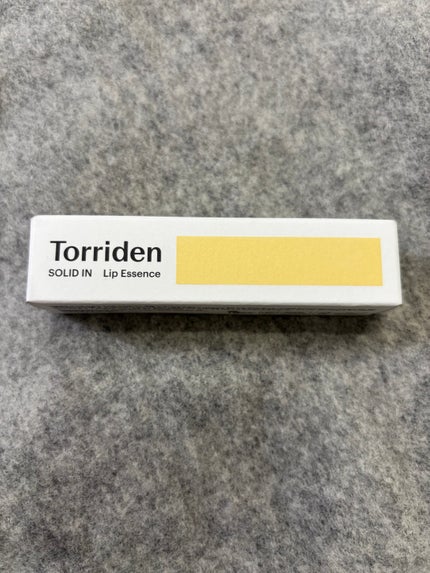 Torriden
SOLID IN Lip Essence